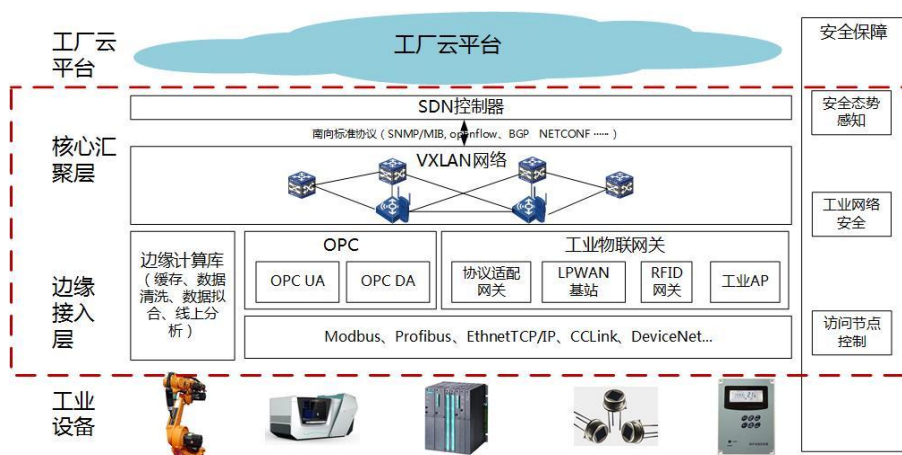 工厂云
平台
工厂云平台
安全保障
SDN控制器
南向标准协议（SNMP/MIB, openflow、BGP NETCONF ······）
安全态势
感知
核心汇
聚层
VXLAN网络
工业网络
安全
边缘接入
层
边缘计算库
（缓存、数据
清洗、数据拟
合、线上分
析）
OPC
OPC UA
OPC DA
工业物联网关
协议适配
网关
LPWAN
基站
RFID
网关
工业AP
Modbus、Profibus、EthnetTCP/IP、CCLink、DeviceNet...
访问节点
控制
工业
设备